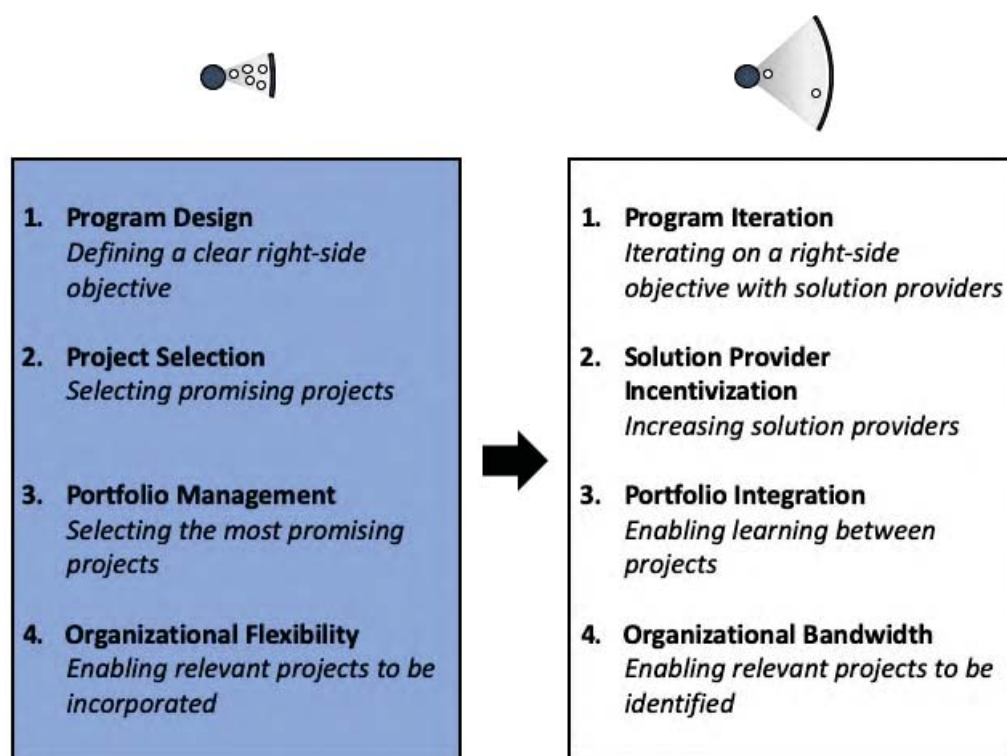 1. Program Design
Defining a clear right-side
objective
2. Project Selection
Selecting promising projects
3. Portfolio Management
Selecting the most promising
projects
4. Organizational Flexibility
Enabling relevant projects to be
incorporated
1. Program Iteration
Iterating on a right-side
objective with solution providers
2. Solution Provider
Incentivization
Increasing solution providers
3. Portfolio Integration
Enabling learning between
projects
4. Organizational Bandwidth
Enabling relevant projects to be
identified